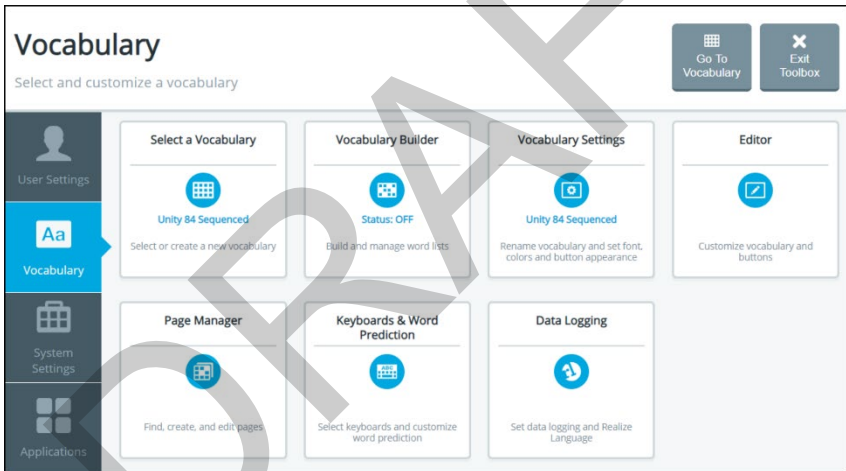 Vocabulary
Select and customize a vocabulary
Go To
Vocabulary
Exit
Toolbox
User Settings
Aa
Vocabulary
System
Settings
Applications
Select a Vocabulary
Unity 84 Sequenced
Select or create a new vocabulary
Vocabulary Builder
Status: OFF
Build and manage word lists
Vocabulary Settings
Unity 84 Sequenced
Rename vocabulary and set font,
colors and button appearance
Editor
Customize vocabulary and
buttons
Page Manager
Find, create, and edit pages
Keyboards & Word
Prediction
ABC
Select keyboards and customize
word prediction
Data Logging
Set data logging and Realize
Language
DRAF